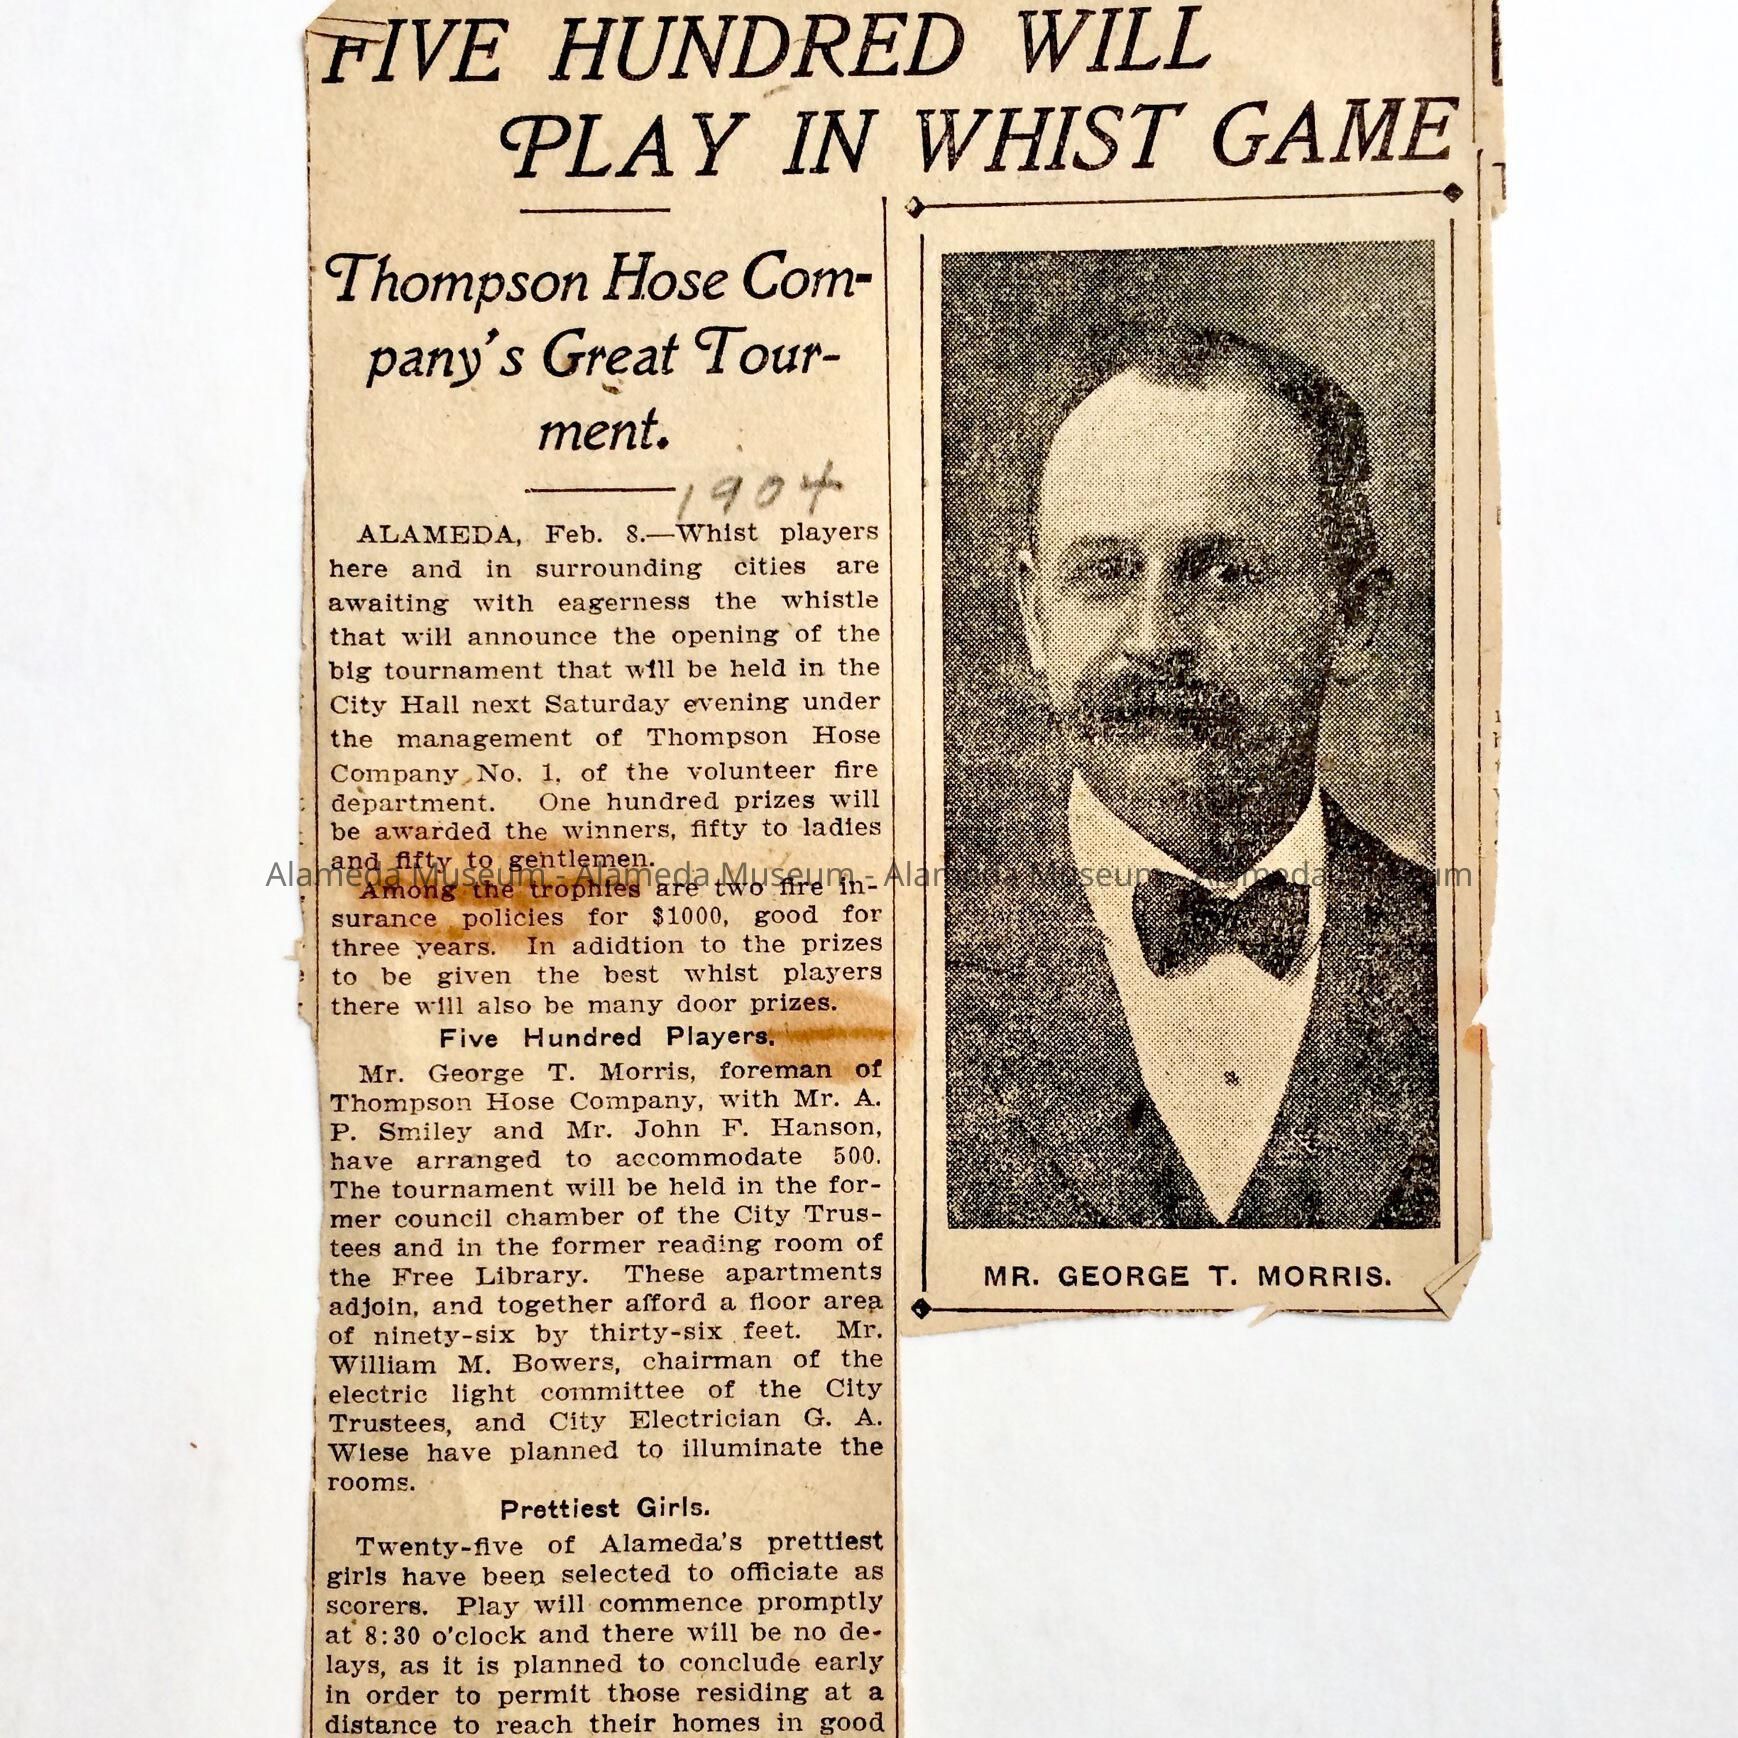 FIVE HUNDRED WILL
PLAY IN WHIST GAME
Thompson Hose Com-
pany's Great Tour-
ment.
1904
ALAMEDA, Feb. 8.—Whist players
here and in surrounding cities are
awaiting with eagerness the whistle
that will announce the opening of the
big tournament that will be held in the
City Hall next Saturday evening under
the management of Thompson Hose
Company No. 1, of the volunteer fire
department. One hundred prizes will
be awarded the winners, fifty to ladies
and fifty to gentlemen.
Among the trophies are two fire in-
surance policies for $1000, good for
three years. In adidtion to the prizes
to be given the best whist players
there will also be many door prizes.
Five Hundred Players.
Mr. George T. Morris, foreman of
Thompson Hose Company, with Mr. A.
P. Smiley and Mr. John F. Hanson,
have arranged to accommodate 500.
The tournament will be held in the for-
mer council chamber of the City Trus-
tees and in the former reading room of
the Free Library. These apartments
adjoin, and together afford a floor area
of ninety-six by thirty-six feet. Mr.
William M. Bowers, chairman of the
electric light committee of the City
Trustees, and City Electrician G. A.
Wiese have planned to illuminate the
rooms.
Prettiest Girls.
Twenty-five of Alameda's prettiest
girls have been selected to officiate as
scorers. Play will commence promptly
at 8:30 o'clock and there will be no de-
lays, as it is planned to conclude early
in order to permit those residing at a
distance to reach their homes in good
MR. GEORGE T. MORRIS.
Alameda Museum - Alameda Museum - Alameda Museum - Alameda Museum